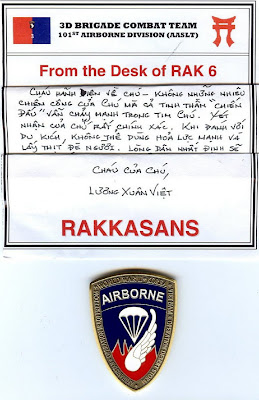 3D BRIGADE COMBAT TEAM
101ST AIRBORNE DIVISION (AASLT)
From the Desk of RAK 6
CHÁU HÃNH DIỆN VỀ CHÚ – KHÔNG NHỮNG NHIỀU
CHIẾN CÔNG CỦA CHÚ MÀ CẢ TINH THẦN "CHIẾN
ĐẤU" VẪN CHẢY MẠNH TRONG TIM CHÚ. XÉT
NHẬN CỦA CHÚ RẤT CHÍNH XÁC. KHI ĐÁNH VỚI
DU KÍCH, KHÔNG THỂ DÙNG HOẢ LỰC MẠNH VÀ
LẤY THỊT ĐÈ NGƯỜI. LÒNG DÂN NHẤT ĐỊNH SẼ
CHÁU CỦA CHÚ,
LƯƠNG XUÂN VIỆT
RAKKASANS
AIRBORNE